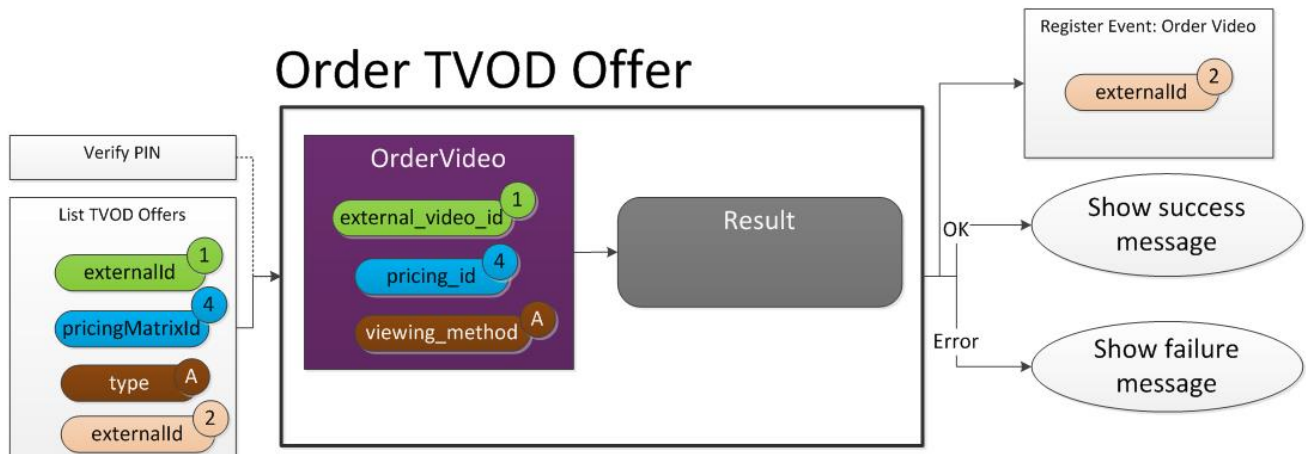 Order TVOD Offer
Verify PIN
List TVOD Offers
externalId
1
pricingMatrixId
4
type
A
externalId
2
OrderVideo
external_video_id
1
pricing_id
4
viewing_method
A
Result
OK
Error
Register Event: Order Video
externalId
2
Show success
message
Show failure
message